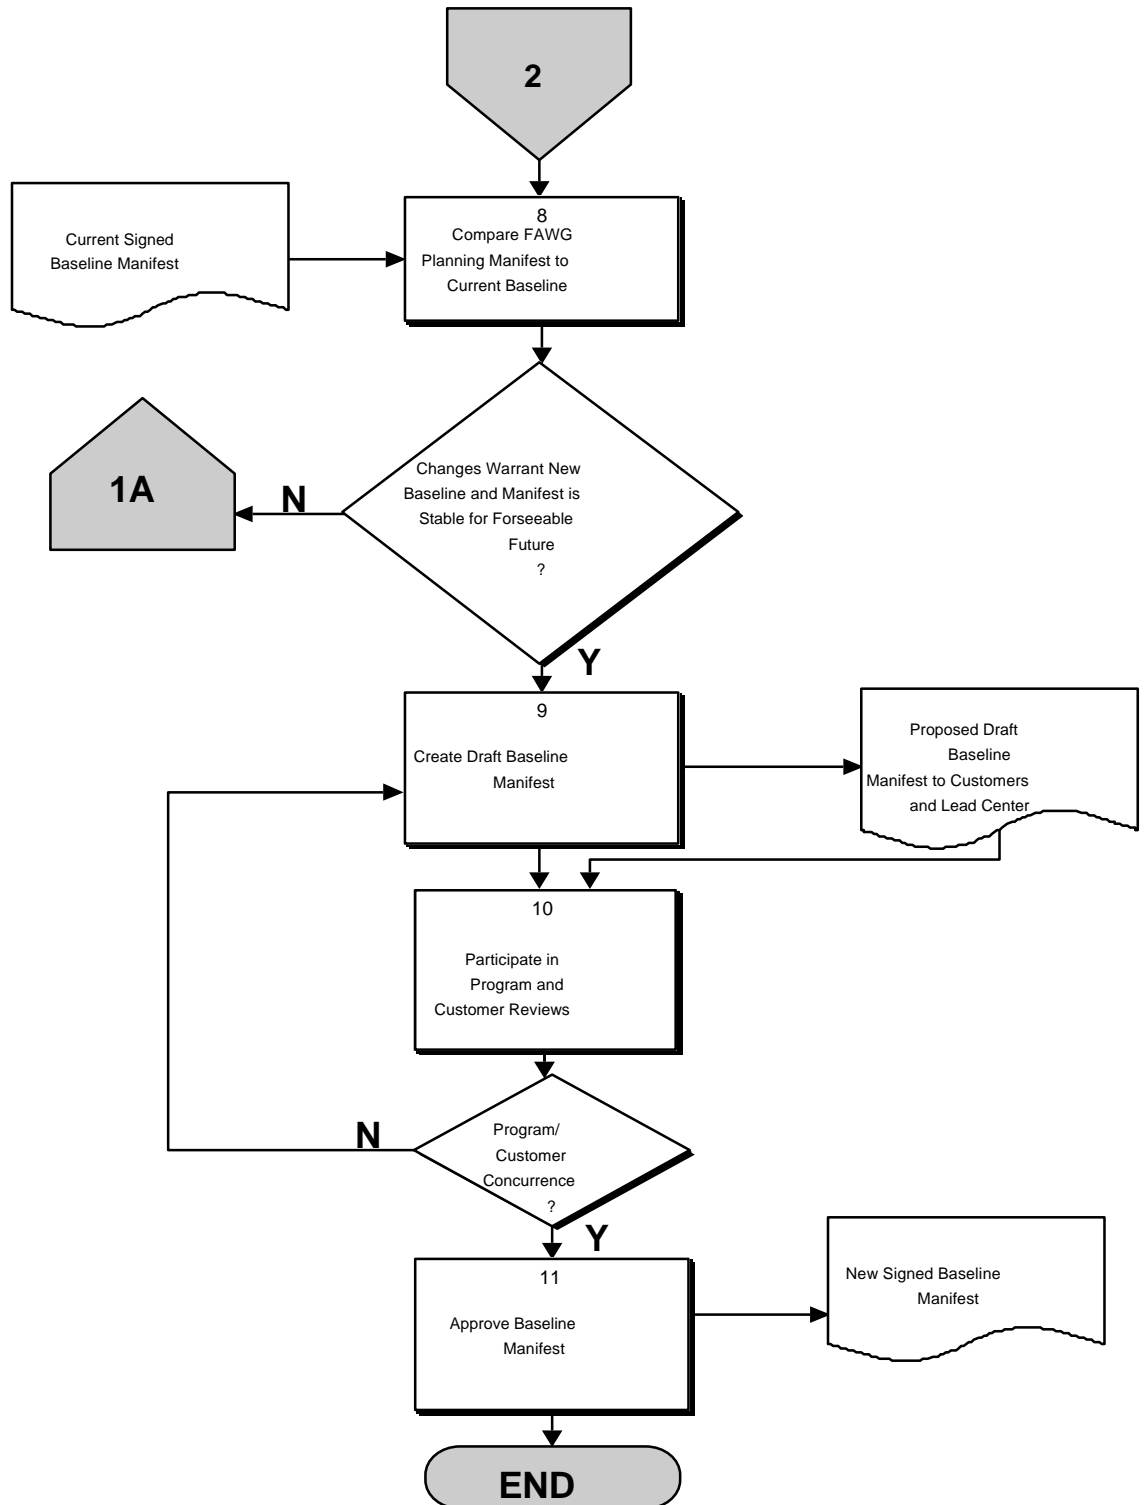 2
Current Signed
Baseline Manifest
8
Compare FAWG
Planning Manifest to
Current Baseline
1A
N
Changes Warrant New
Baseline and Manifest is
Stable for Forseeable
Future
?
Y
9
Create Draft Baseline
Manifest
Proposed Draft
Baseline
Manifest to Customers
and Lead Center
10
Participate in
Program and
Customer Reviews
N
Program/
Customer
Concurrence
?
Y
11
Approve Baseline
Manifest
New Signed Baseline
Manifest
END